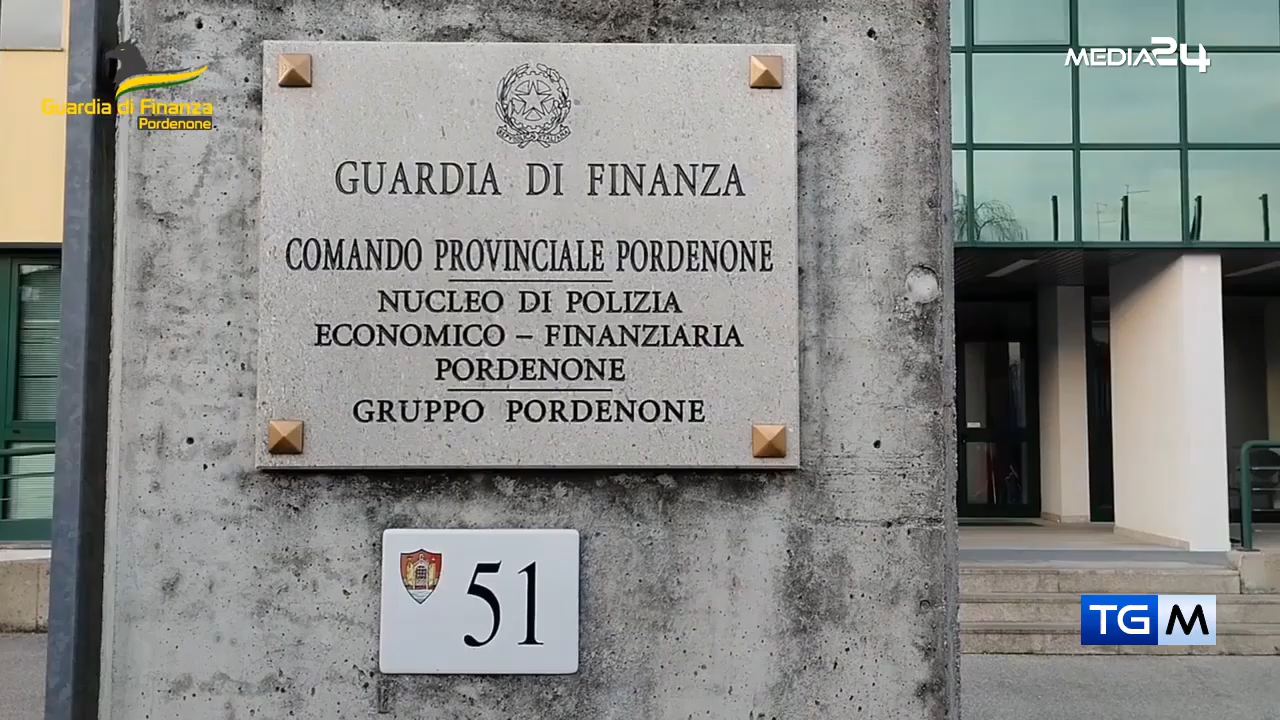 Guardia di Finanza
Pordenone
MEDIA24
GUARDIA DI FINANZA
COMANDO PROVINCIALE PORDENONE
NUCLEO DI POLIZIA
ECONOMICO – FINANZIARIA
PORDENONE
GRUPPO PORDENONE
51
TGM